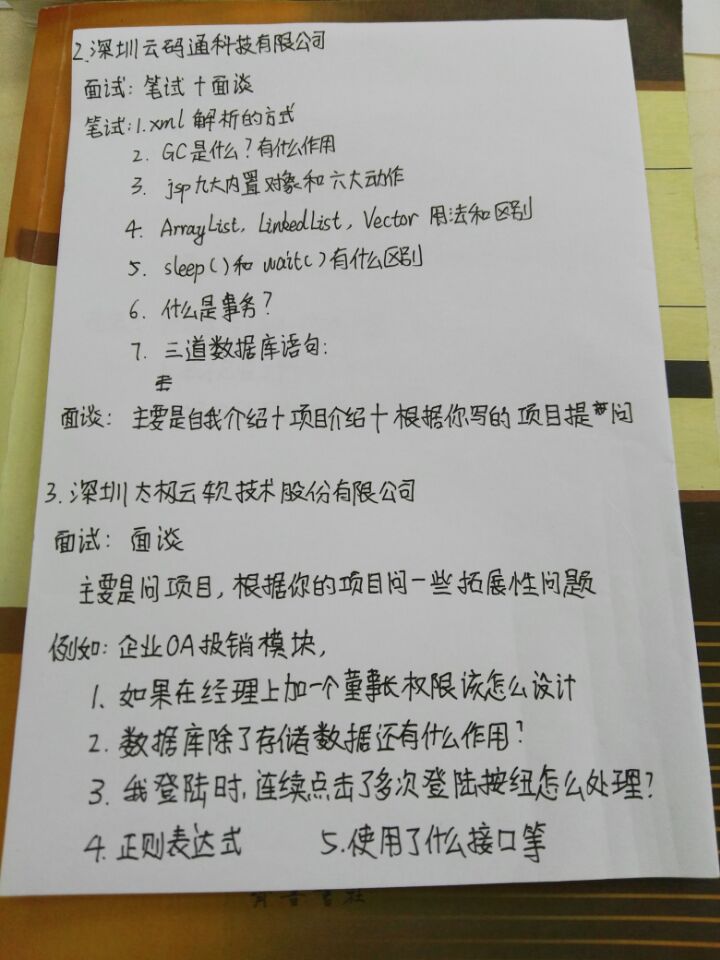 2.深圳云码通科技有限公司
面试: 笔试+面谈
笔试:1.xml 解析的方式
2. GC是什么?有什么作用
3. jsp九大内置对象和六大动作
4. ArrayList, LinkedList, Vector 用法和区别
5. sleep()和wait()有什么区别
6. 什么是事务?
7. 三道数据库语句:
面谈: 主要是自我介绍+项目介绍+根据你写的项目提问
3.深圳太极云软技术股份有限公司
面试: 面谈
主要是问项目,根据你的项目问一些拓展性问题
例如:企业OA报销模块,
1. 如果在经理上加一个董事长权限该怎么设计
2. 数据库除了存储数据还有什么作用?
3. 我登陆时,连续点击了多次登陆按纽怎么处理?
4. 正则表达式 5.使用了什么接口等